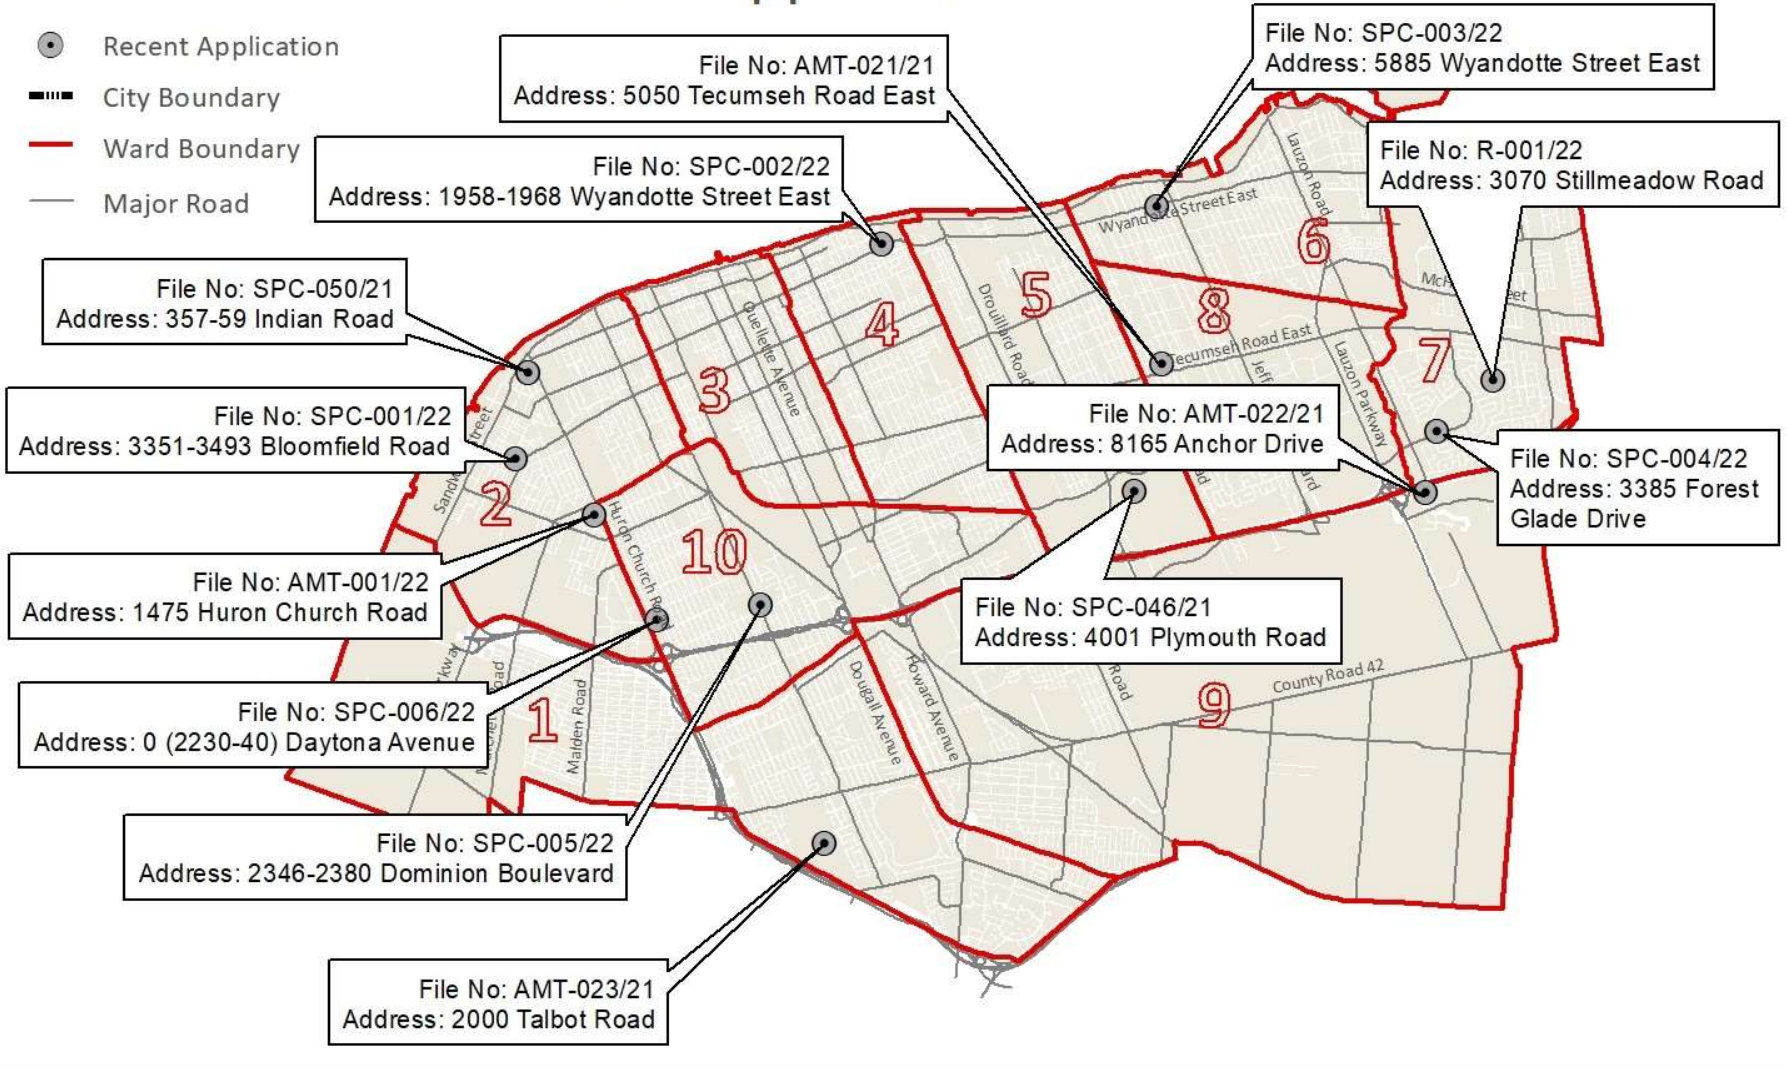 Recent Application
City Boundary
Ward Boundary
Major Road
File No: SPC-003/22
Address: 5885 Wyandotte Street East
File No: AMT-021/21
Address: 5050 Tecumseh Road East
File No: R-001/22
Address: 3070 Stillmeadow Road
File No: SPC-002/22
Address: 1958-1968 Wyandotte Street East
File No: SPC-050/21
Address: 357-59 Indian Road
File No: SPC-001/22
Address: 3351-3493 Bloomfield Road
File No: AMT-022/21
Address: 8165 Anchor Drive
File No: SPC-004/22
Address: 3385 Forest
Glade Drive
File No: AMT-001/22
Address: 1475 Huron Church Road
File No: SPC-046/21
Address: 4001 Plymouth Road
File No: SPC-006/22
Address: 0 (2230-40) Daytona Avenue
File No: SPC-005/22
Address: 2346-2380 Dominion Boulevard
File No: AMT-023/21
Address: 2000 Talbot Road
Wyandotte Street East
Lauzon Road
Drouillard Road
Ouellette Avenue
Tecumseh Road East
Lauzon Parkway
Huron Church Road
Malden Road
Dougall Avenue
Howard Avenue
Road
County Road 42
1
2
3
4
5
6
7
8
9
10